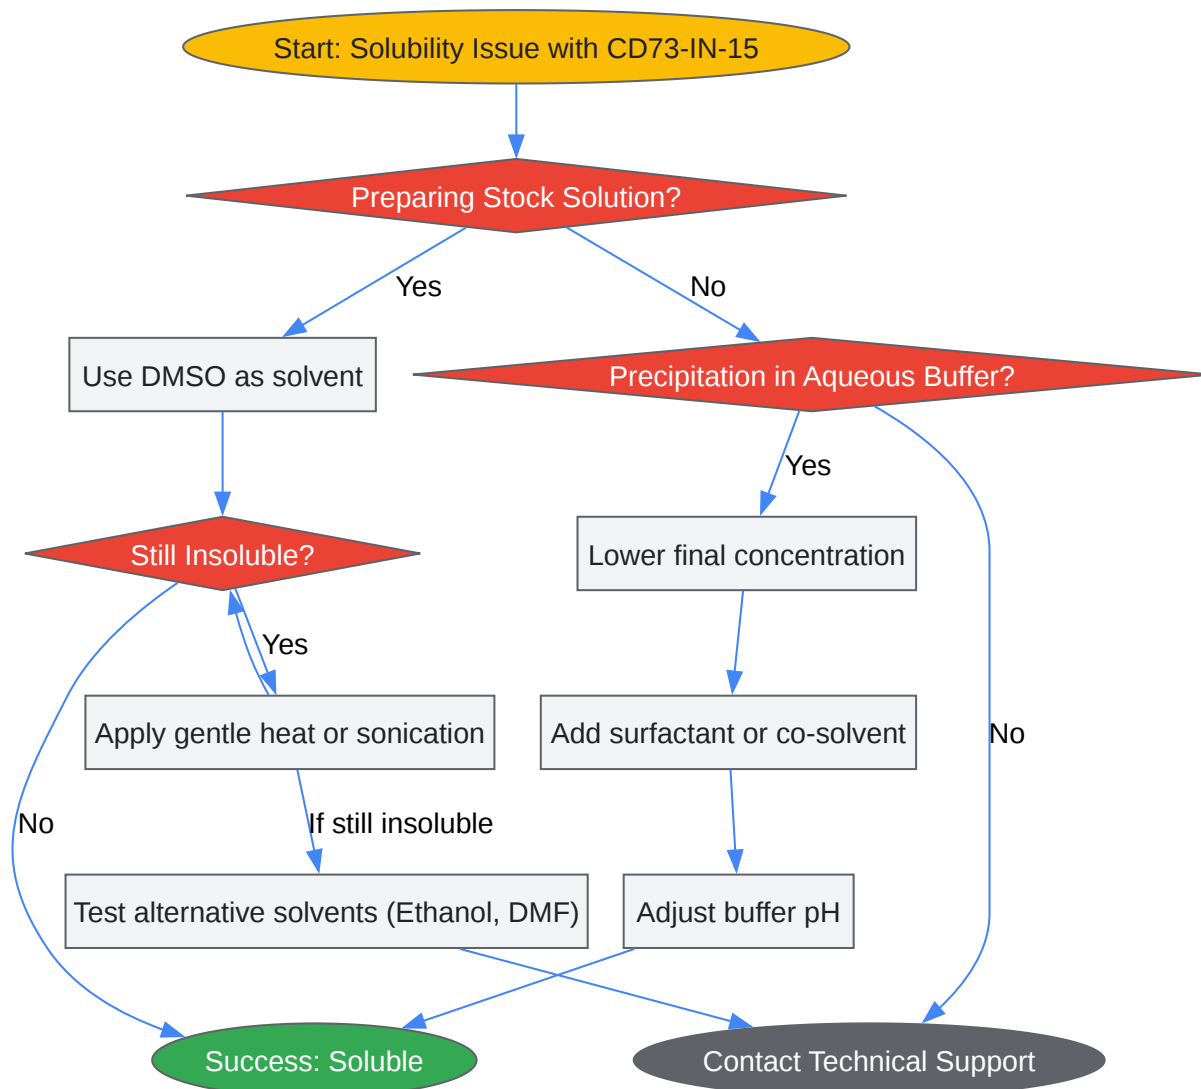 Start: Solubility Issue with CD73-IN-15
Preparing Stock Solution?
Yes
No
Use DMSO as solvent
Precipitation in Aqueous Buffer?
Yes
Still Insoluble?
Lower final concentration
Yes
Apply gentle heat or sonication
Add surfactant or co-solvent
No
No
If still insoluble
Test alternative solvents (Ethanol, DMF)
Adjust buffer pH
Success: Soluble
Contact Technical Support